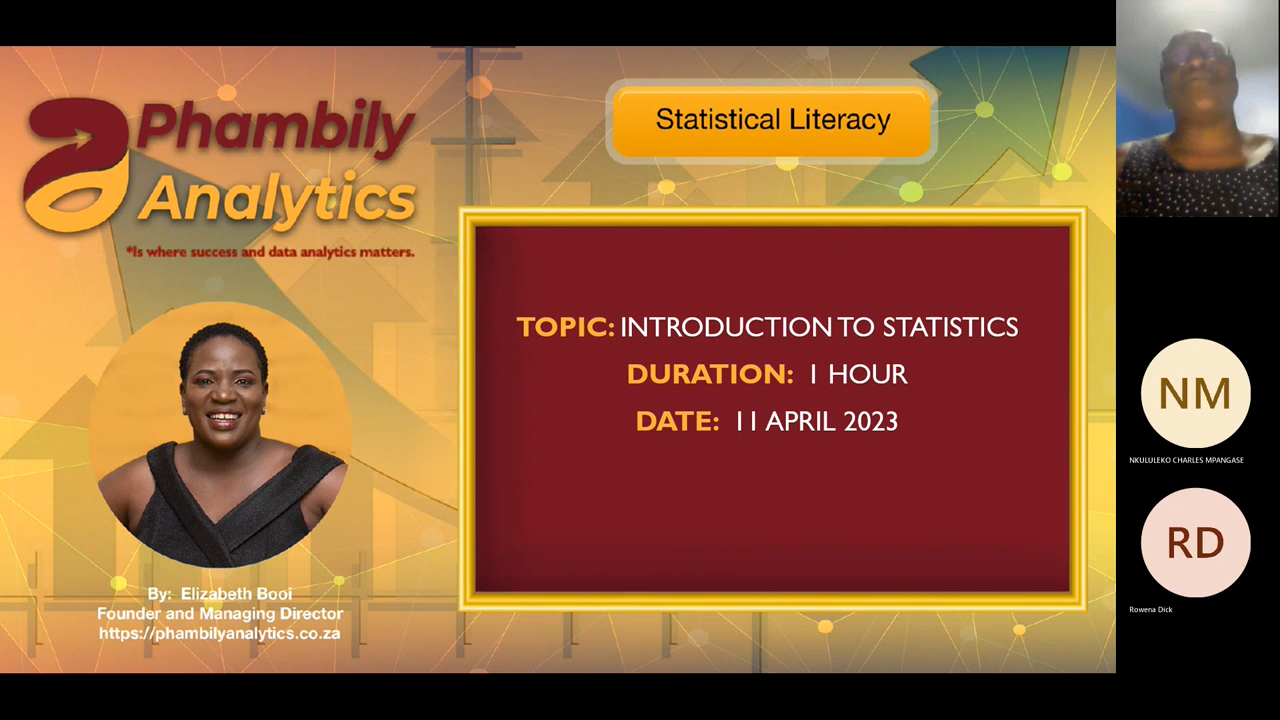 Phambily
Analytics
*Is where success and data analytics matters.
By: Elizabeth Booi
Founder and Managing Director
https://phambilyanalytics.co.za
Statistical Literacy
TOPIC: INTRODUCTION TO STATISTICS
DURATION: 1 HOUR
DATE: 11 APRIL 2023
NM
NKULULEKO CHARLES MPANGASE
RD
Rowena Dick